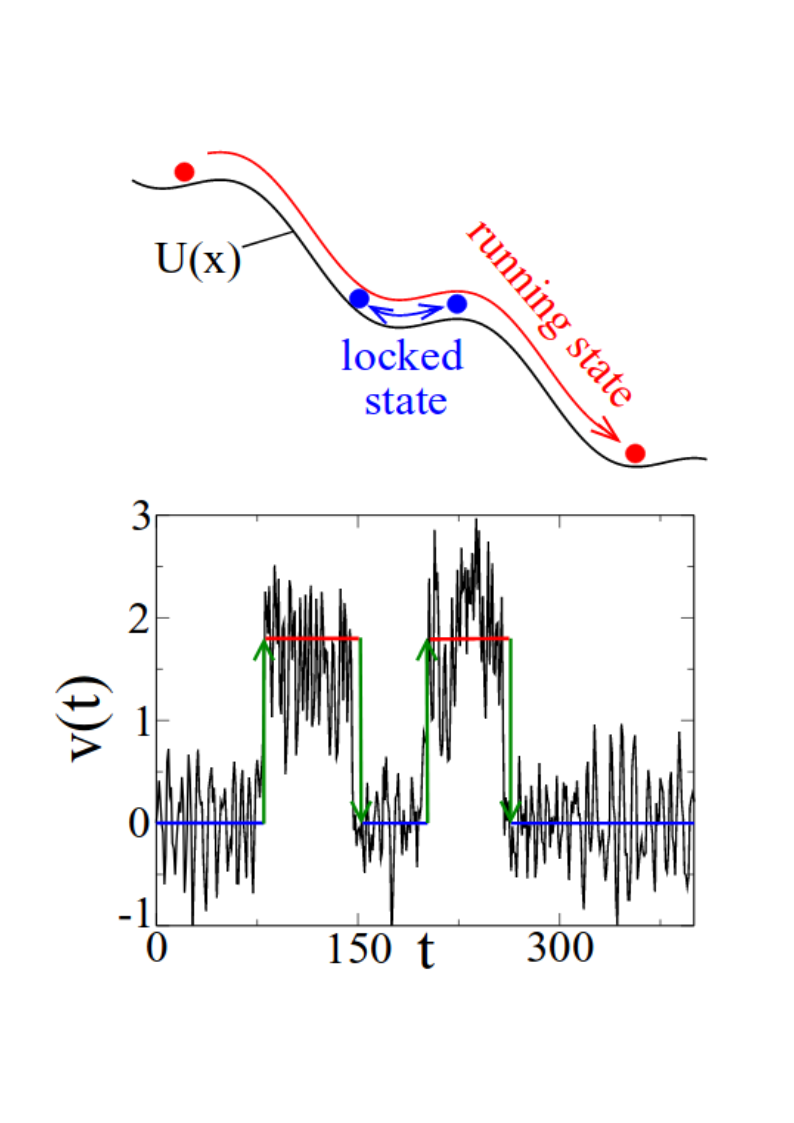 U(x)
running state
locked
state
3
2
1
0
-1
v(t)
0 150 t 300